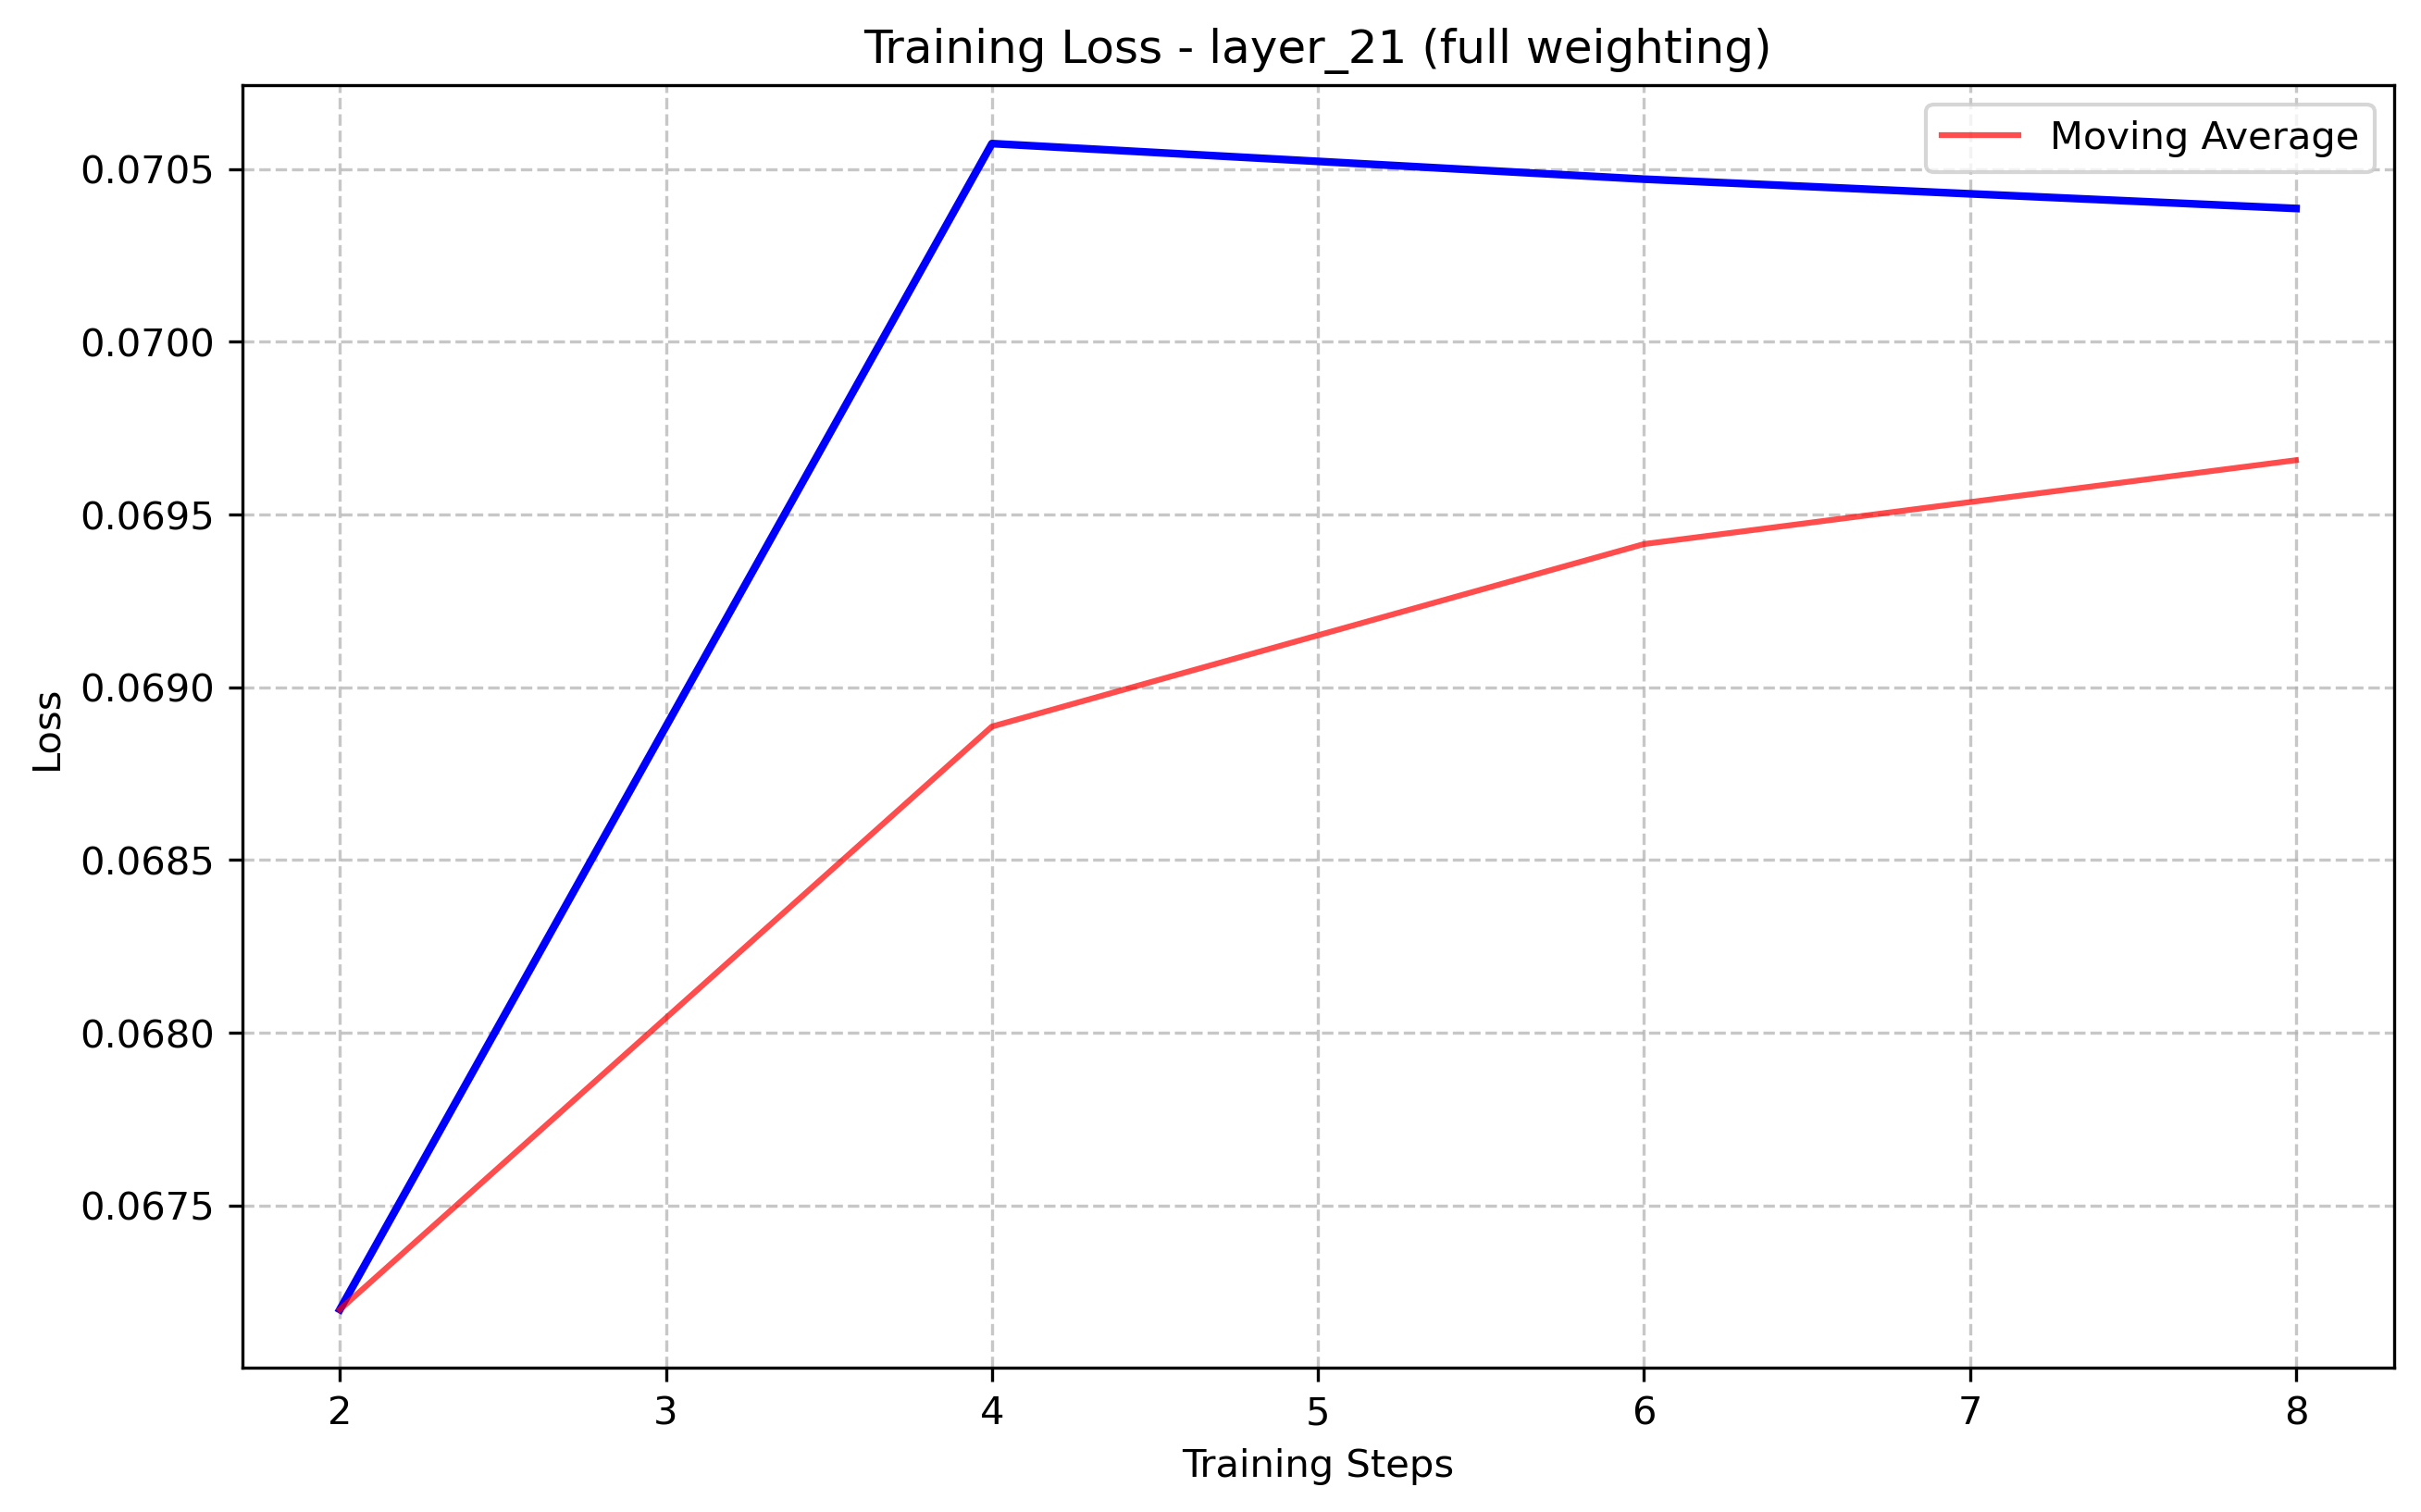 Training Loss - layer_21 (full weighting)
Moving Average
0.0705
0.0700
0.0695
0.0690
0.0685
0.0680
0.0675
Loss
2 3 4 5 6 7 8
Training Steps